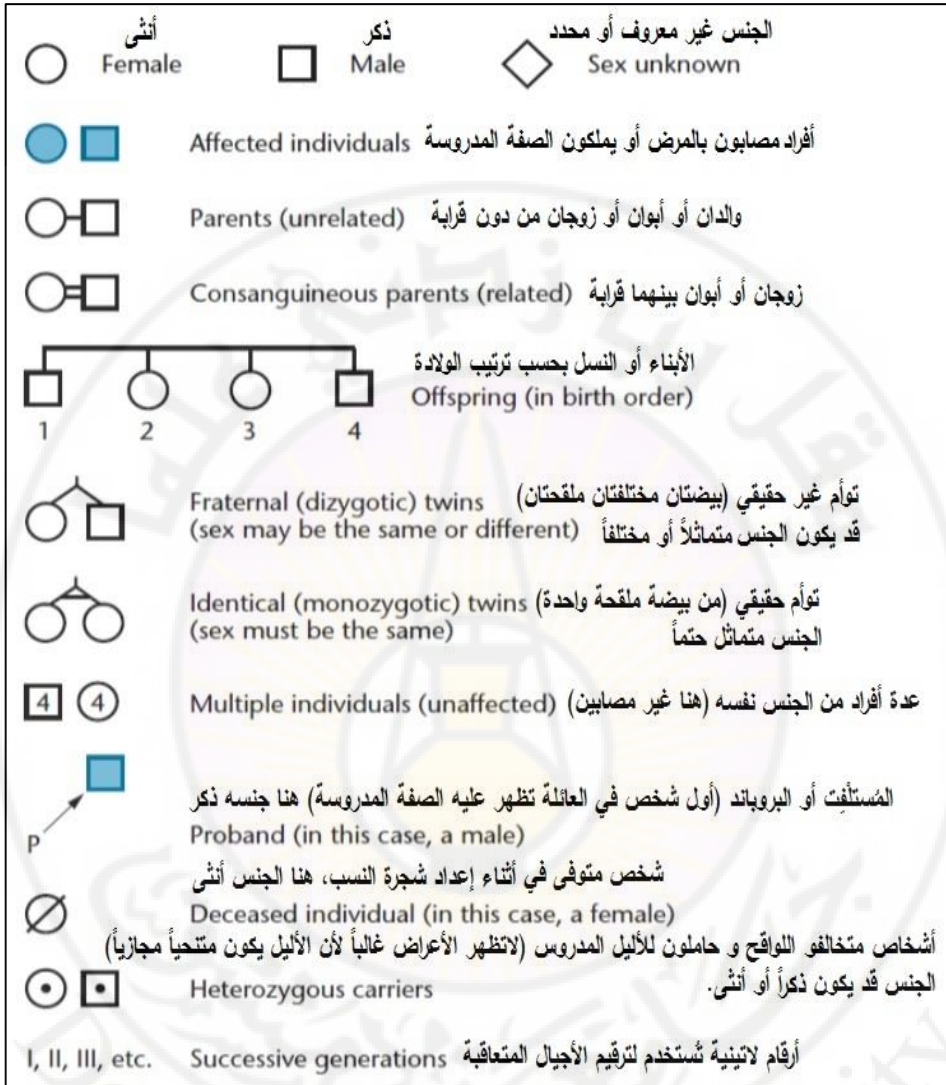 أنثى ذكر الجنس غير معروف أو محدد
Female Male Sex unknown
Affected individuals أفراد مصابون بالمرض أو يملكون الصفة المدروسة
Parents (unrelated) والدان أو أبوان أو زوجان من دون قرابة
Consanguineous parents (related) زوجان أو أبوان بينهما قرابة
الأبناء أو النسل بحسب ترتيب الولادة
Offspring (in birth order)
1 2 3 4
Fraternal (dizygotic) twins توأم غير حقيقي (بيضتان مختلفتان ملقحتان)
(sex may be the same or different) قد يكون الجنس متماثلاً أو مختلفاً
Identical (monozygotic) twins توأم حقيقي (من بيضة ملقحة واحدة)
(sex must be the same) الجنس متماثل حتماً
4 4 Multiple individuals (unaffected) عدة أفراد من الجنس نفسه (هنا غير مصابين)
المُستلْفِت أو البروباند (أول شخص في العائلة تظهر عليه الصفة المدروسة) هنا جنسه ذكر
P Proband (in this case, a male)
شخص متوفى في أثناء إعداد شجرة النسب، هنا الجنس أنثى
Deceased individual (in this case, a female)
أشخاص متخالفو اللواقح و حاملون للأليل المدروس (لاتظهر الأعراض غالباً لأن الأليل يكون متنحياً مجازياً)
Heterozygous carriers الجنس قد يكون ذكراً أو أنثى.
I, II, III, etc. Successive generations أرقام لاتينية تُستخدم لترقيم الأجيال المتعاقبة